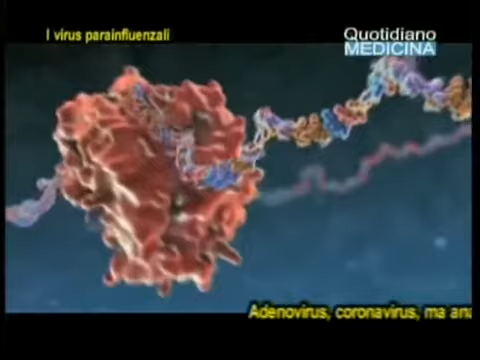 I virus parainfluenzali
Quotidiano
MEDICINA
Adenovirus, coronavirus, ma